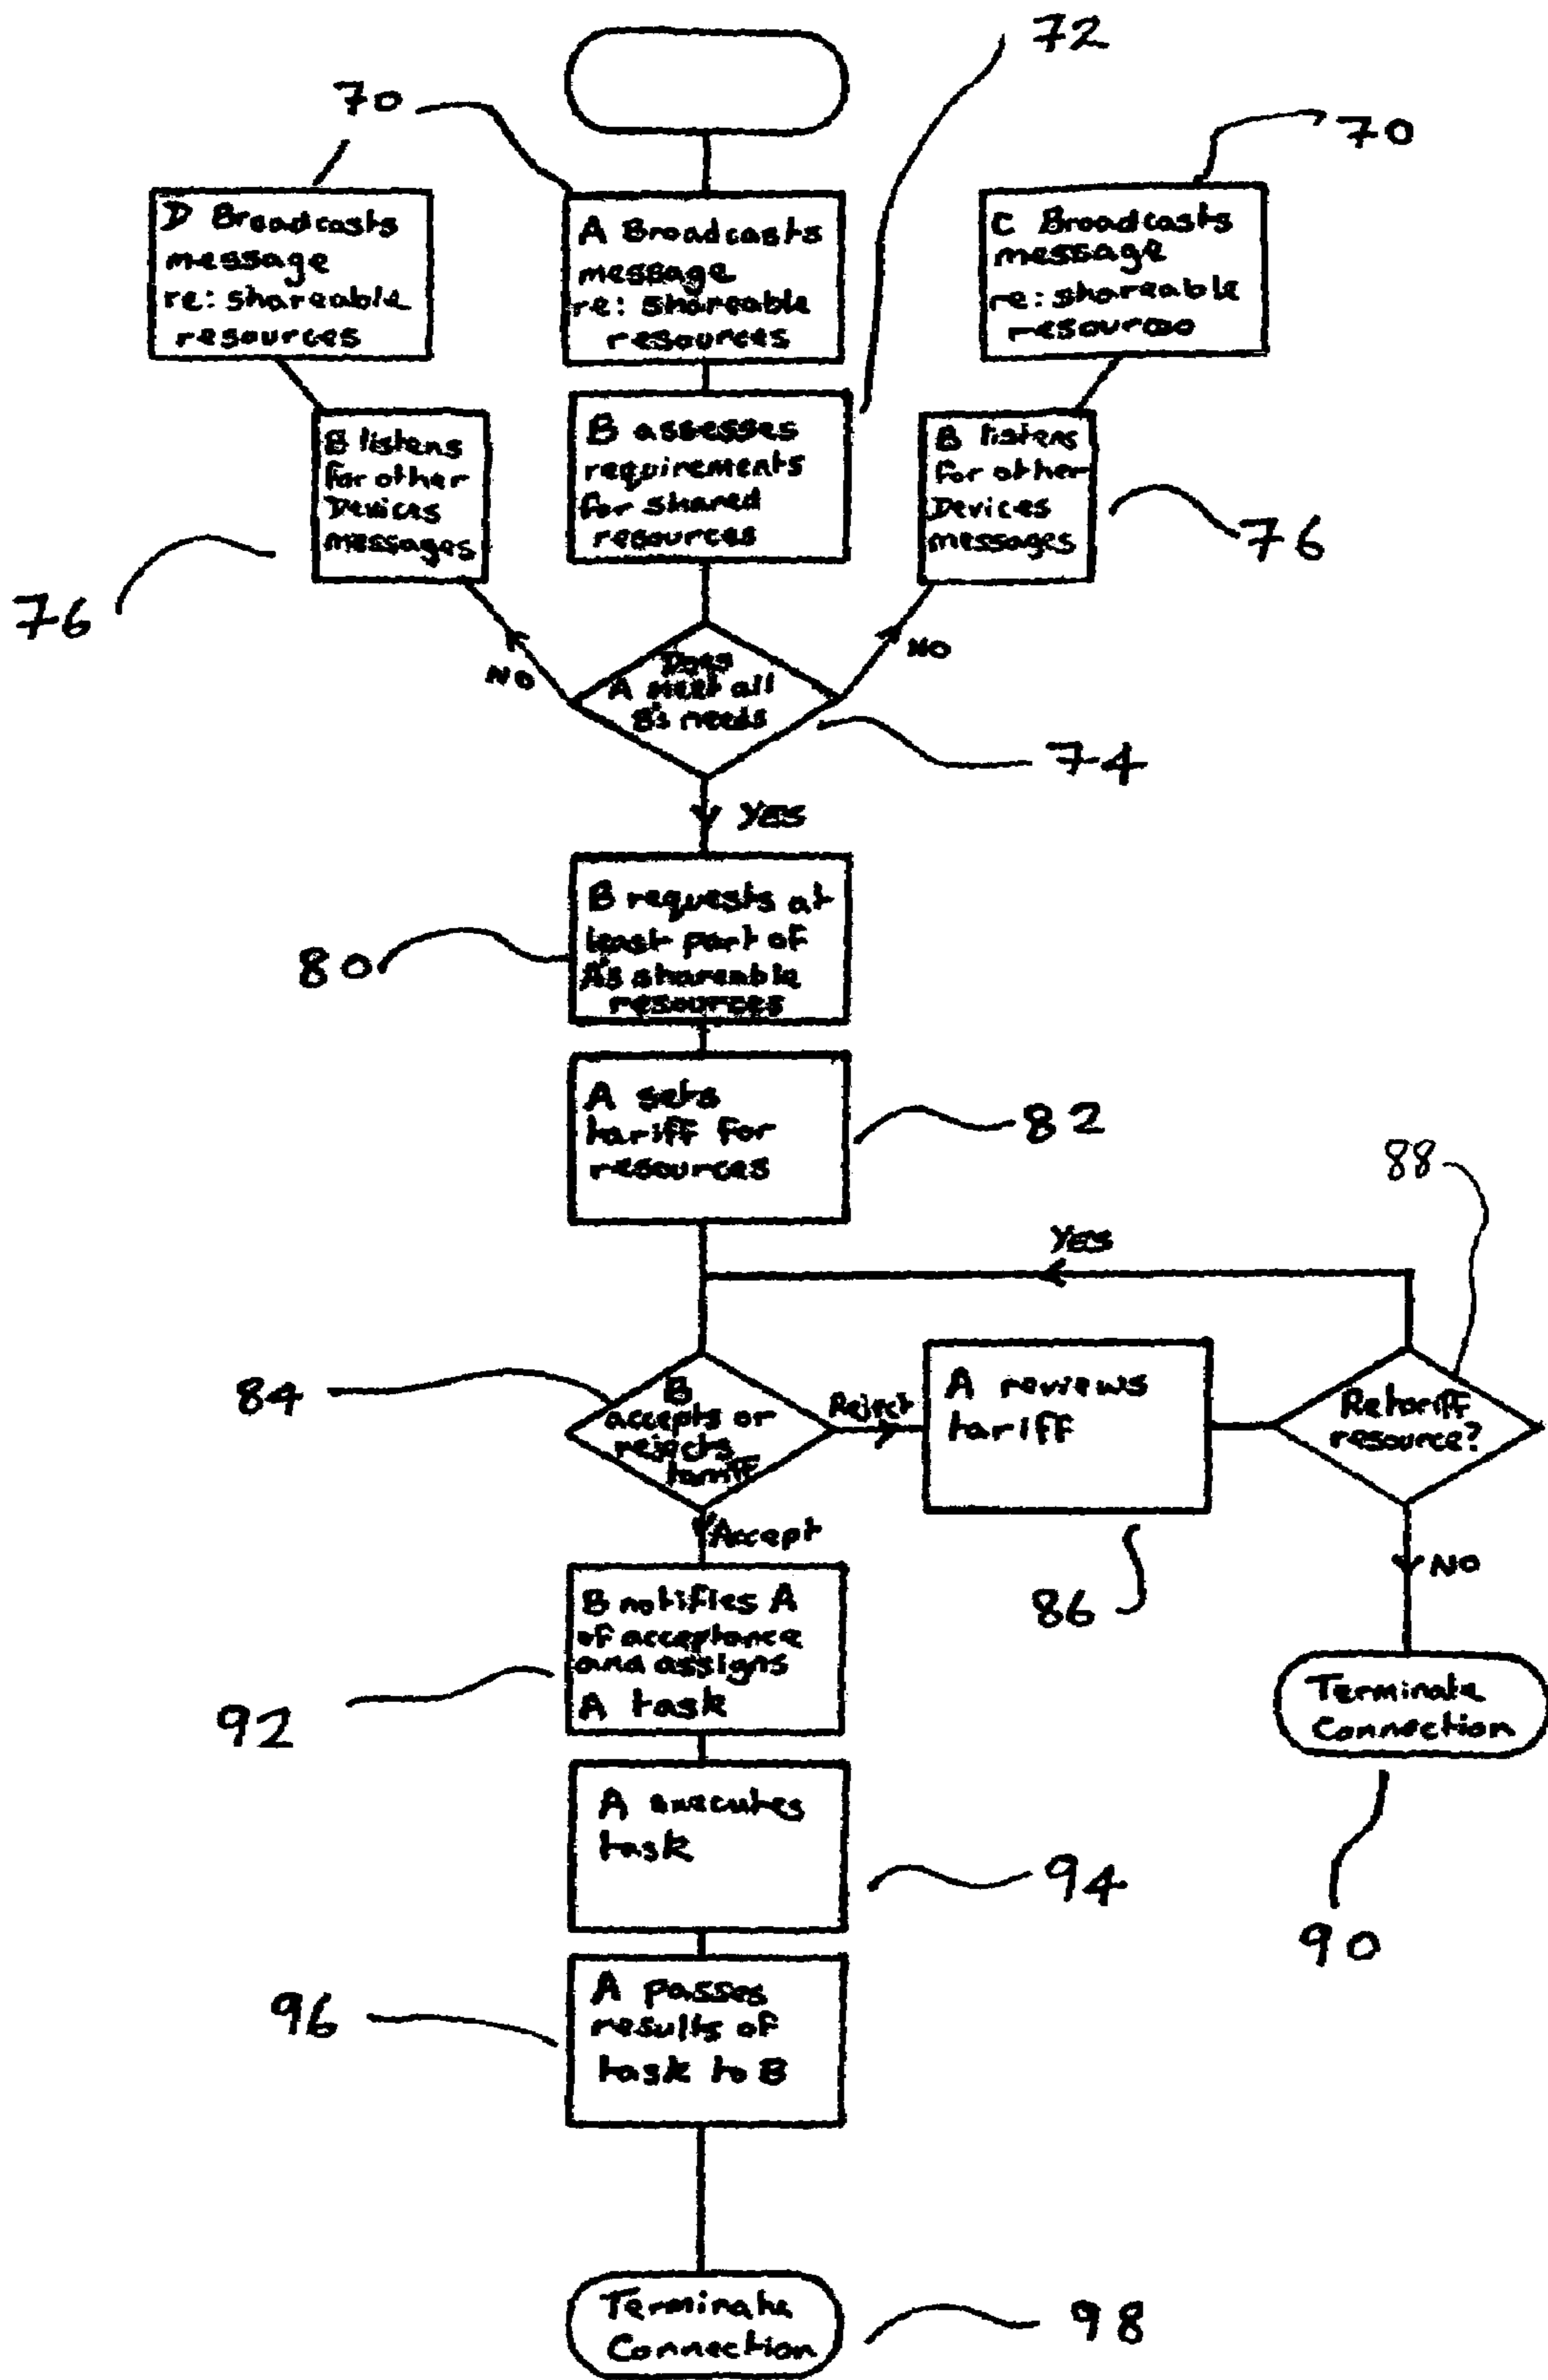 72
70
70
D Broadcasts
message
re: shareable
resources
A Broadcasts
message
re: shareable
resources
C Broadcasts
message
re: shareable
resources
B listens
for other
Devices
messages
B assesses
requirements
for shared
resources
B listens
for other
Devices
messages
76
76
NO
NO
Does
A meet all
B's needs
74
YES
B requests at
least part of
A's shareable
resources
80
A sets
tariff for
resources
82
88
YES
84
B
accepts or
rejects
tariff
Reject
A reviews
tariff
Retariff
resource?
Accept
NO
86
B notifies A
of acceptance
and assigns
A task
92
Terminate
Connection
A executes
task
94
90
A passes
results of
task to B
96
Terminate
Connection
98